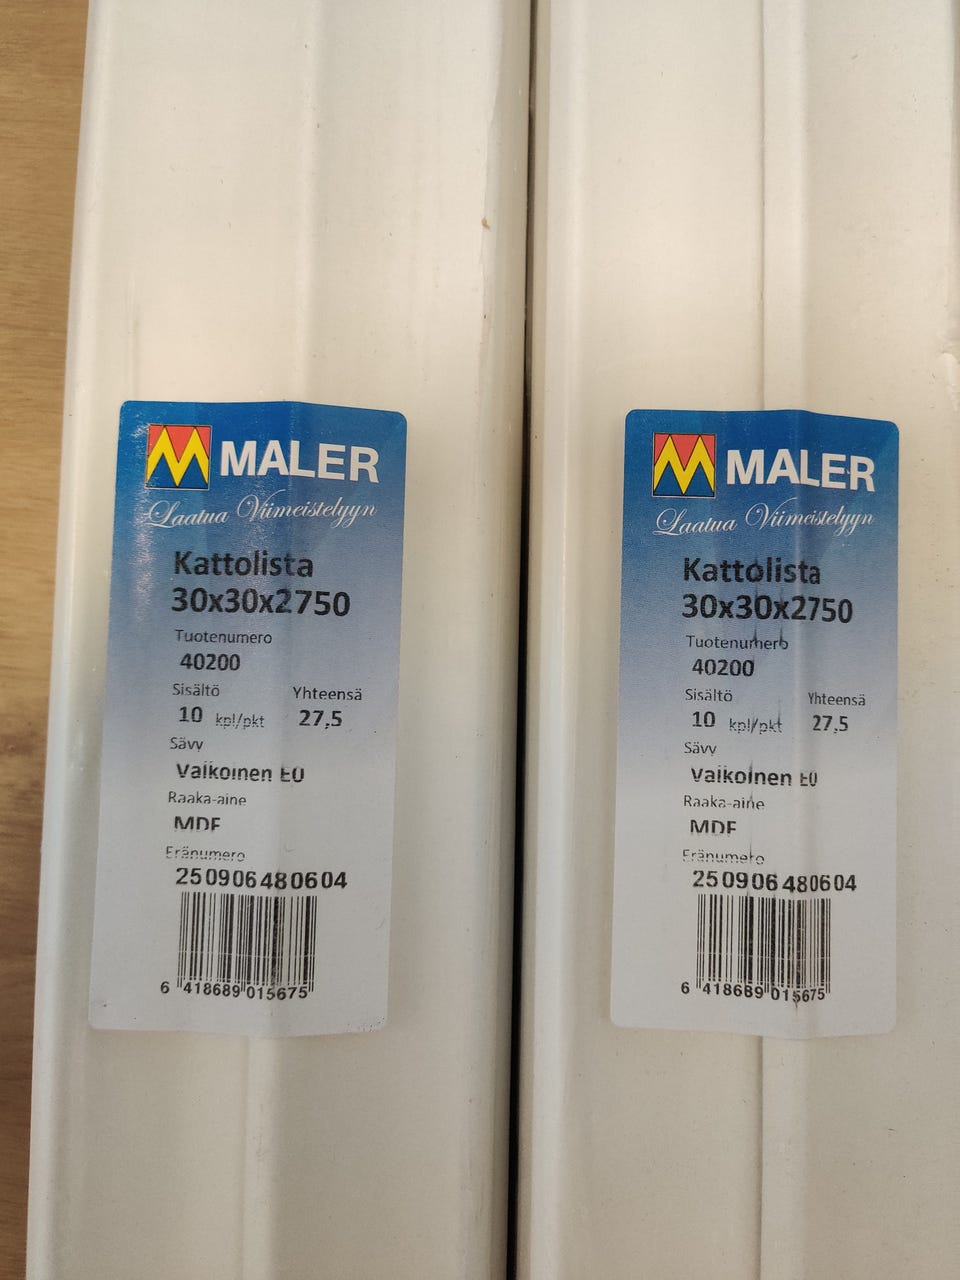 MALER
Laatua Viimeistelyyn
Kattolista
30x30x2750
Tuotenumero
40200
Sisältö Yhteensä
10 kpl/pkt 27,5
Sävy
Valkoinen E0
Raaka-aine
MDF
Eränumero
250906480604
6 418689 015675
MALER
Laatua Viimeistelyyn
Kattolista
30x30x2750
Tuotenumero
40200
Sisältö Yhteensä
10 kpl/pkt 27,5
Sävy
Valkoinen E0
Raaka-aine
MDF
Eränumero
250906480604
6 418689 015675